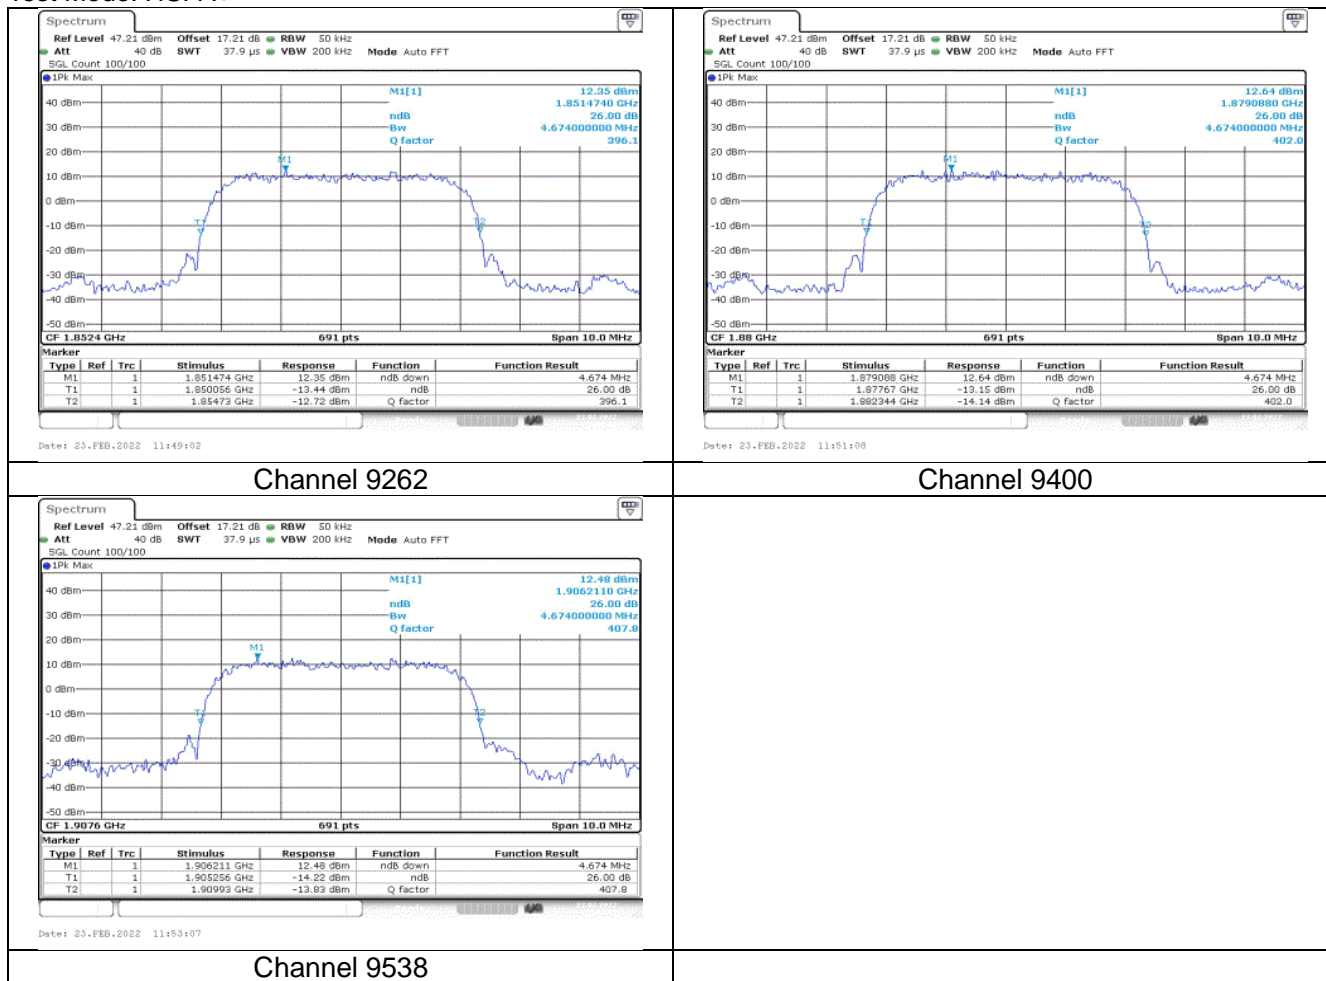 Spectrum
Ref Level 47.21 dBm Offset 17.21 dB RBW 50 kHz
Att 40 dB SWT 37.9 µs VBW 200 kHz Mode Auto FFT
SGL Count 100/100
1Pk Max
M1[1] 12.35 dBm
1.8514740 GHz
ndB 26.00 dB
Bw 4.674000000 MHz
Q factor 396.1
40 dBm
30 dBm
20 dBm
10 dBm
0 dBm
-10 dBm
-20 dBm
-30 dBm
-40 dBm
-50 dBm
M1
T1
T2
CF 1.8524 GHz 691 pts Span 10.0 MHz
Marker
Type Ref Trc Stimulus Response Function Function Result
M1 1 1.851474 GHz 12.35 dBm ndB down 4.674 MHz
T1 1 1.850056 GHz -13.44 dBm ndB 26.00 dB
T2 1 1.85473 GHz -12.72 dBm Q factor 396.1
Date: 23.FEB.2022 11:49:02
Channel 9262
Spectrum
Ref Level 47.21 dBm Offset 17.21 dB RBW 50 kHz
Att 40 dB SWT 37.9 µs VBW 200 kHz Mode Auto FFT
SGL Count 100/100
1Pk Max
M1[1] 12.64 dBm
1.8790880 GHz
ndB 26.00 dB
Bw 4.674000000 MHz
Q factor 402.0
40 dBm
30 dBm
20 dBm
10 dBm
0 dBm
-10 dBm
-20 dBm
-30 dBm
-40 dBm
-50 dBm
M1
T1
T2
CF 1.88 GHz 691 pts Span 10.0 MHz
Marker
Type Ref Trc Stimulus Response Function Function Result
M1 1 1.879088 GHz 12.64 dBm ndB down 4.674 MHz
T1 1 1.87767 GHz -13.15 dBm ndB 26.00 dB
T2 1 1.882344 GHz -14.14 dBm Q factor 402.0
Date: 23.FEB.2022 11:51:08
Channel 9400
Spectrum
Ref Level 47.21 dBm Offset 17.21 dB RBW 50 kHz
Att 40 dB SWT 37.9 µs VBW 200 kHz Mode Auto FFT
SGL Count 100/100
1Pk Max
M1[1] 12.48 dBm
1.9062110 GHz
ndB 26.00 dB
Bw 4.674000000 MHz
Q factor 407.8
40 dBm
30 dBm
20 dBm
10 dBm
0 dBm
-10 dBm
-20 dBm
-30 dBm
-40 dBm
-50 dBm
M1
T1
T2
CF 1.9076 GHz 691 pts Span 10.0 MHz
Marker
Type Ref Trc Stimulus Response Function Function Result
M1 1 1.906211 GHz 12.48 dBm ndB down 4.674 MHz
T1 1 1.905256 GHz -14.22 dBm ndB 26.00 dB
T2 1 1.90993 GHz -13.83 dBm Q factor 407.8
Date: 23.FEB.2022 11:53:07
Channel 9538